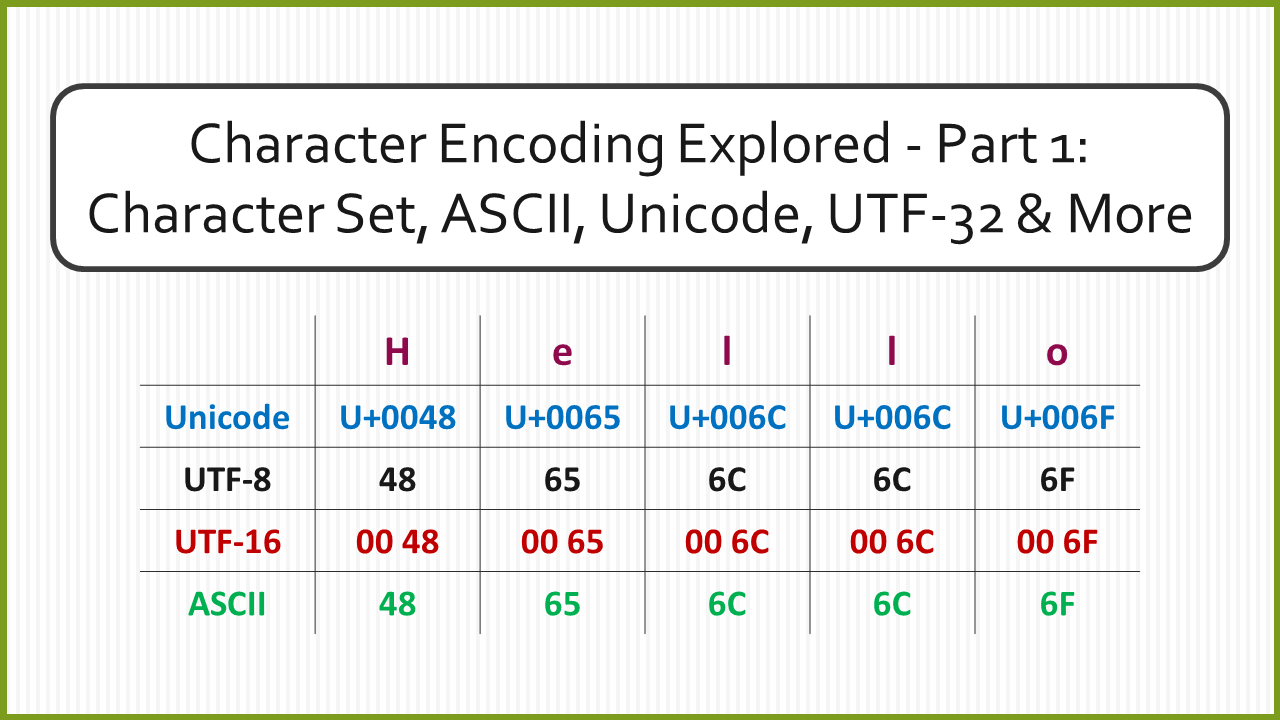 Character Encoding Explored - Part 1:
Character Set, ASCII, Unicode, UTF-32 & More
H e l l o
Unicode U+0048 U+0065 U+006C U+006C U+006F
UTF-8 48 65 6C 6C 6F
UTF-16 00 48 00 65 00 6C 00 6C 00 6F
ASCII 48 65 6C 6C 6F